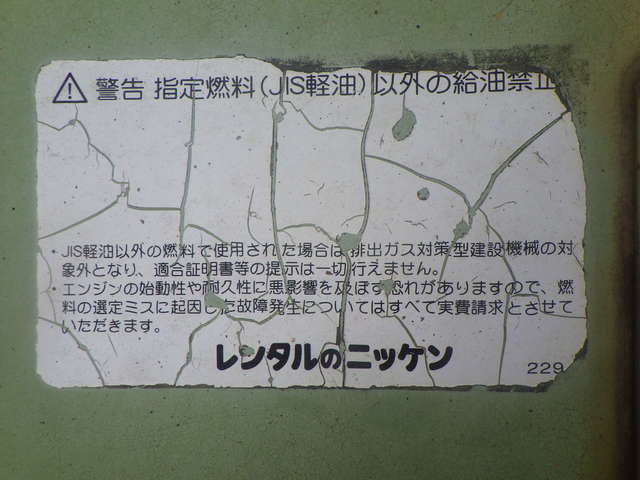 ⚠ 警告 指定燃料(JIS軽油)以外の給油禁止
・JIS軽油以外の燃料で使用された場合は排出ガス対策型建設機械の対
象外となり、適合証明書等の提示は一切行えません。
・エンジンの始動性や耐久性に悪影響を及ぼす恐れがありますので、燃
料の選定ミスに起因した故障発生についてはすべて実費請求とさせて
いただきます。
レンタルのニッケン
229